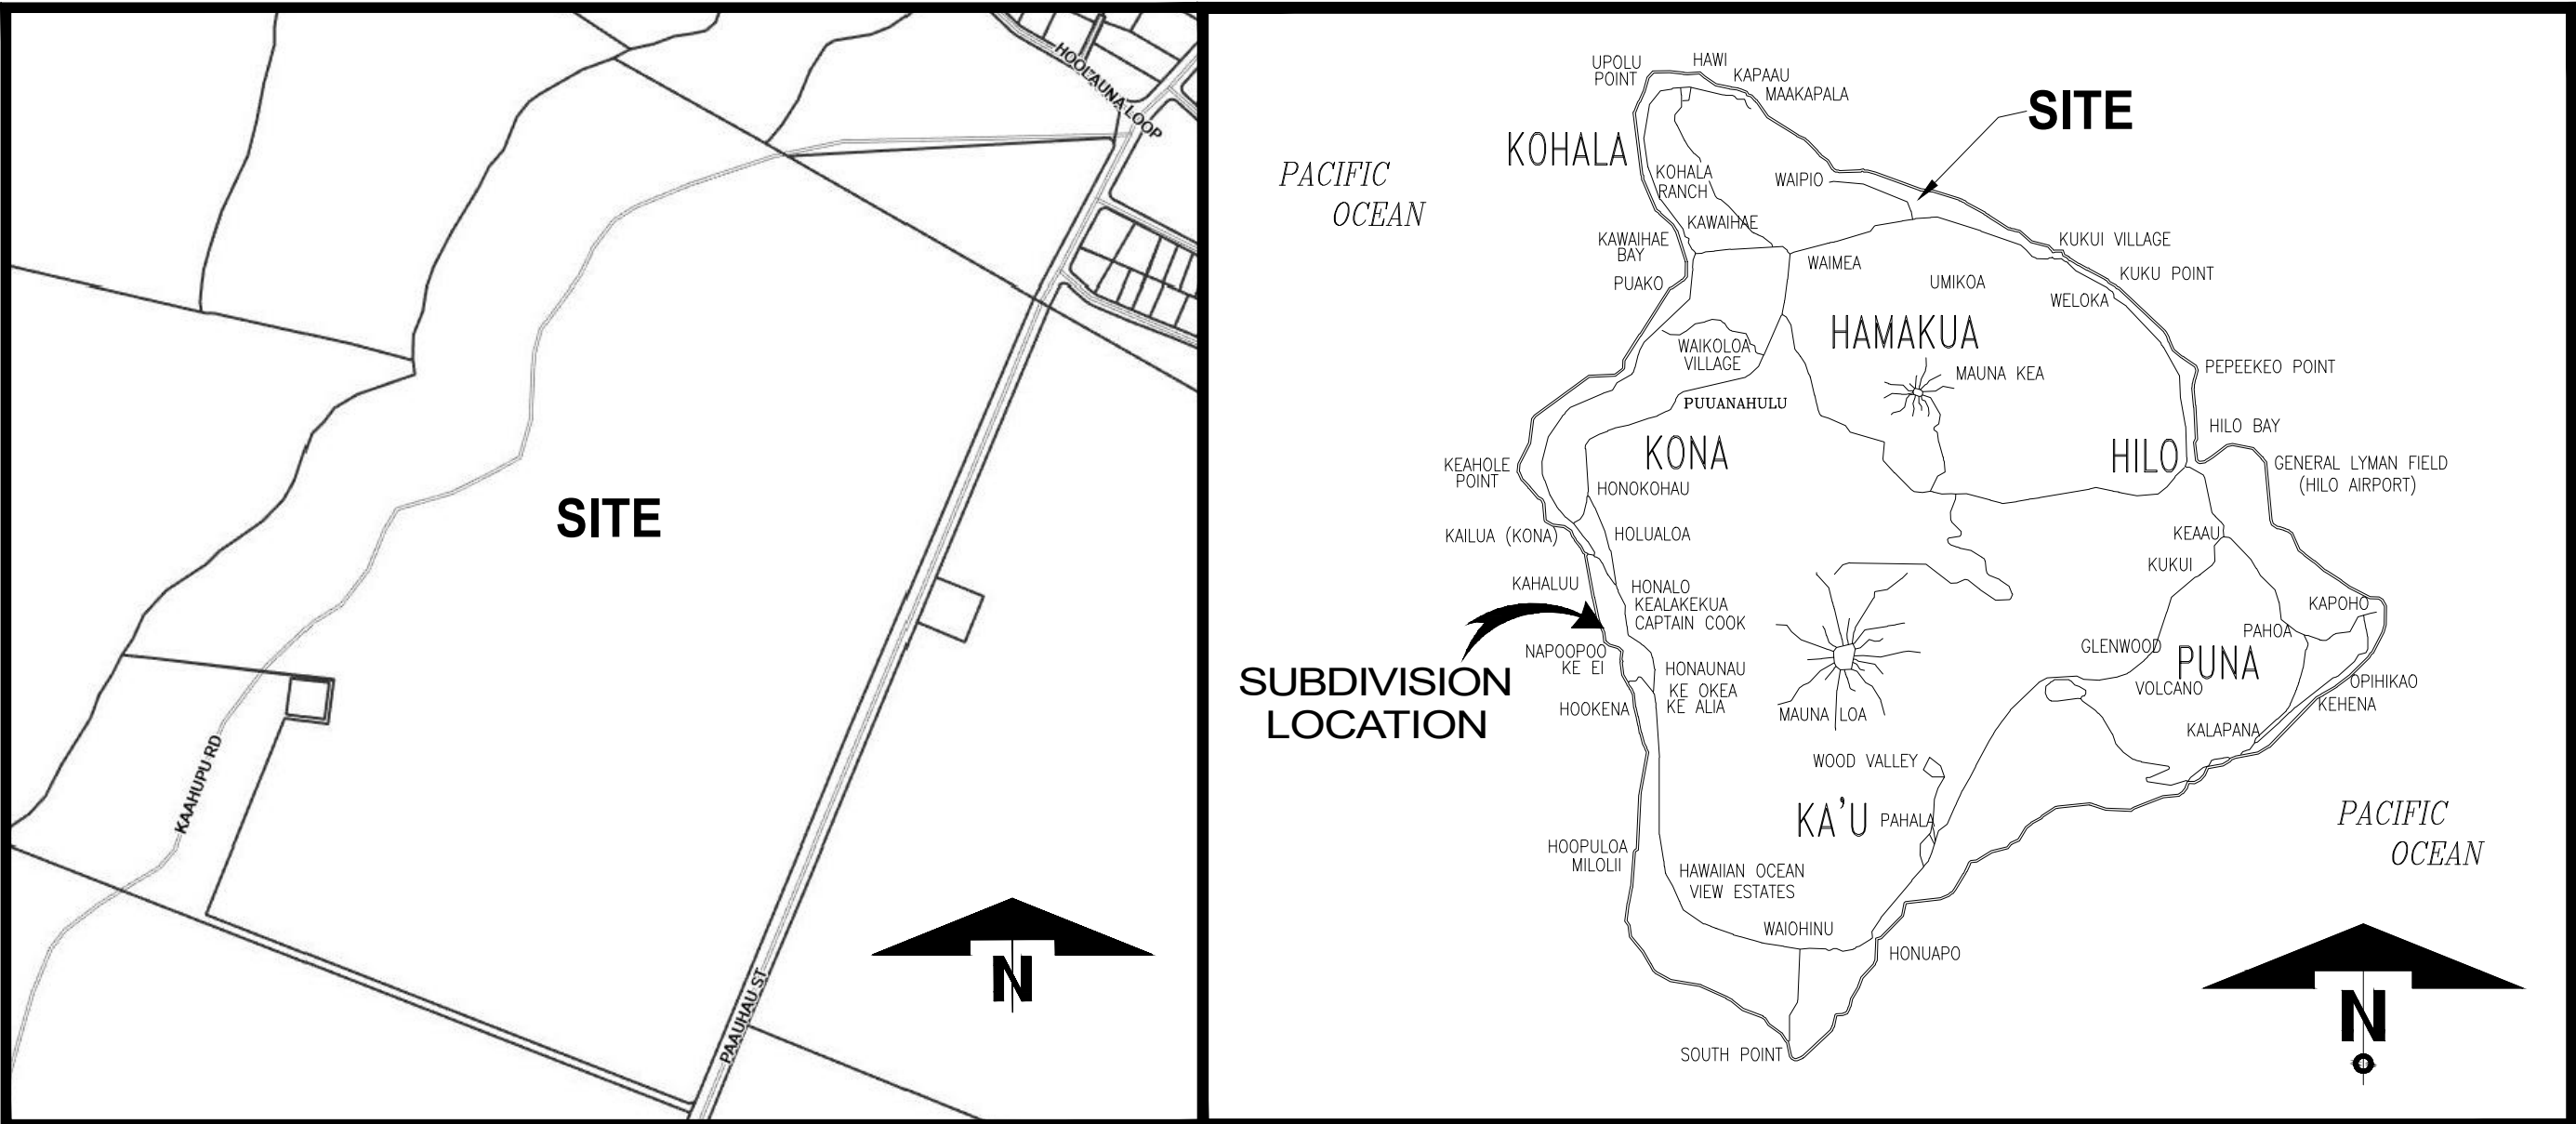 HOOLAUNA LOOP
SITE
KAAHUPU RD
PAAUHAU ST
N
UPOLU
POINT
HAWI
KAPAAU
MAAKAPALA
SITE
KOHALA
PACIFIC
OCEAN
KOHALA
RANCH
WAIPIO
KAWAIHAE
KAWAIHAE
BAY
PUAKO
WAIMEA
KUKUI VILLAGE
KUKU POINT
UMIKOA
WELOKA
HAMAKUA
WAIKOLOA
VILLAGE
MAUNA KEA
PEPEEKEO POINT
PUUANAHULU
HILO BAY
KONA
HILO
KEAHOLE
POINT
GENERAL LYMAN FIELD
(HILO AIRPORT)
HONOKOHAU
KAILUA (KONA)
HOLUALOA
KEAAU
KUKUI
KAHALUU
HONALO
KEALAKEKUA
CAPTAIN COOK
KAPOHO
PAHOA
GLENWOOD
NAPOOPOO
KE EI
PUNA
SUBDIVISION
LOCATION
HONAUNAU
KE OKEA
KE ALIA
VOLCANO
OPIHIKAO
KEHENA
HOOKENA
MAUNA LOA
KALAPANA
WOOD VALLEY
KA'U
PAHALA
PACIFIC
OCEAN
HOOPULOA
MILOLII
HAWAIIAN OCEAN
VIEW ESTATES
WAIOHINU
HONUAPO
SOUTH POINT
N